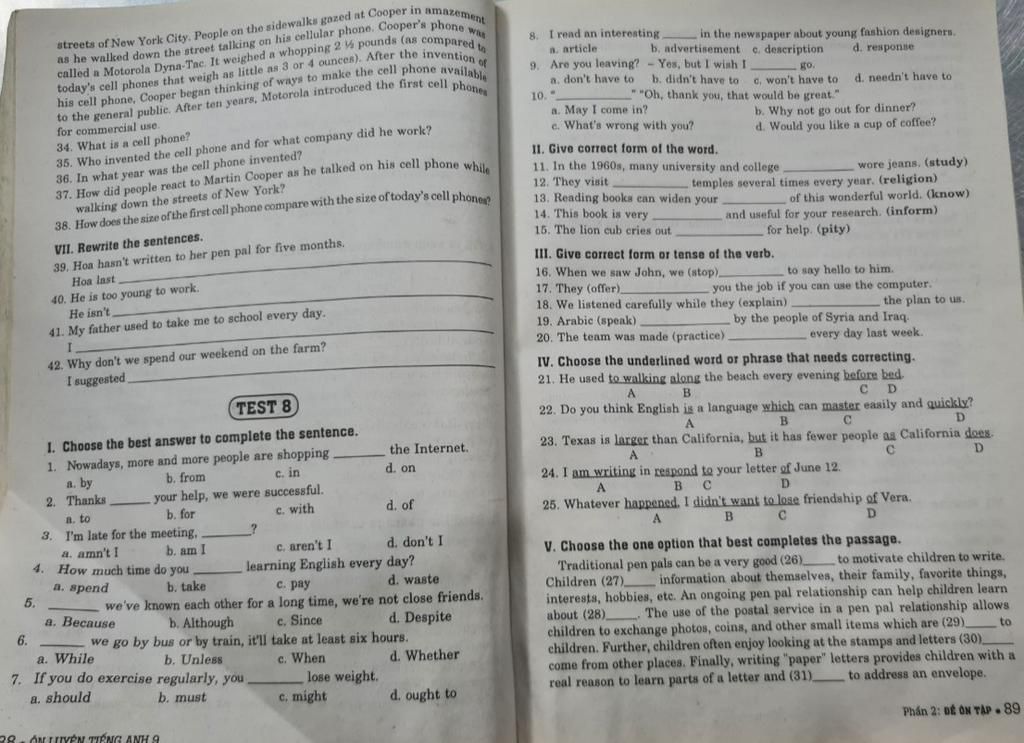 streets of New York City. People on the sidewalks gazed at Cooper in amazement
as he walked down the street talking on his cellular phone. Cooper's phone was
called a Motorola Dyna-Tac. It weighed a whopping 2 ½ pounds (as compared to
today's cell phones that weigh as little as 3 or 4 ounces). After the invention of
his cell phone, Cooper began thinking of ways to make the cell phone available
to the general public. After ten years, Motorola introduced the first cell phones
for commercial use.
34. What is a cell phone?
35. Who invented the cell phone and for what company did he work?
36. In what year was the cell phone invented?
37. How did people react to Martin Cooper as he talked on his cell phone while
walking down the streets of New York?
38. How does the size of the first cell phone compare with the size of today's cell phones?
VII. Rewrite the sentences.
39. Hoa hasn't written to her pen pal for five months.
Hoa last ______
40. He is too young to work.
He isn't ______
41. My father used to take me to school every day.
I ______
42. Why don't we spend our weekend on the farm?
I suggested ______
TEST 8
I. Choose the best answer to complete the sentence.
1. Nowadays, more and more people are shopping ______ the Internet.
a. by b. from c. in d. on
2. Thanks ______ your help, we were successful.
a. to b. for c. with d. of
3. I'm late for the meeting, ______?
a. amn't I b. am I c. aren't I d. don't I
4. How much time do you ______ learning English every day?
a. spend b. take c. pay d. waste
5. ______ we've known each other for a long time, we're not close friends.
a. Because b. Although c. Since d. Despite
6. ______ we go by bus or by train, it'll take at least six hours.
a. While b. Unless c. When d. Whether
7. If you do exercise regularly, you ______ lose weight.
a. should b. must c. might d. ought to
88 - ÔN LUYỆN TIẾNG ANH 9
8. I read an interesting ______ in the newspaper about young fashion designers.
a. article b. advertisement c. description d. response
9. Are you leaving? – Yes, but I wish I ______ go.
a. don't have to b. didn't have to c. won't have to d. needn't have to
10. "______" "Oh, thank you, that would be great."
a. May I come in? b. Why not go out for dinner?
c. What's wrong with you? d. Would you like a cup of coffee?
II. Give correct form of the word.
11. In the 1960s, many university and college ______ wore jeans. (study)
12. They visit ______ temples several times every year. (religion)
13. Reading books can widen your ______ of this wonderful world. (know)
14. This book is very ______ and useful for your research. (inform)
15. The lion cub cries out ______ for help. (pity)
III. Give correct form or tense of the verb.
16. When we saw John, we (stop)______ to say hello to him.
17. They (offer)______ you the job if you can use the computer.
18. We listened carefully while they (explain) ______ the plan to us.
19. Arabic (speak) ______ by the people of Syria and Iraq.
20. The team was made (practice) ______ every day last week.
IV. Choose the underlined word or phrase that needs correcting.
21. He used to walking along the beach every evening before bed.
A B C D
22. Do you think English is a language which can master easily and quickly?
A B C D
23. Texas is larger than California, but it has fewer people as California does.
A B C D
24. I am writing in respond to your letter of June 12.
A B C D
25. Whatever happened, I didn't want to lose friendship of Vera.
A B C D
V. Choose the one option that best completes the passage.
Traditional pen pals can be a very good (26)______ to motivate children to write.
Children (27)______ information about themselves, their family, favorite things,
interests, hobbies, etc. An ongoing pen pal relationship can help children learn
about (28)______. The use of the postal service in a pen pal relationship allows
children to exchange photos, coins, and other small items which are (29)______ to
children. Further, children often enjoy looking at the stamps and letters (30)______
come from other places. Finally, writing "paper" letters provides children with a
real reason to learn parts of a letter and (31)______ to address an envelope.
Phần 2: ĐỀ ÔN TẬP • 89